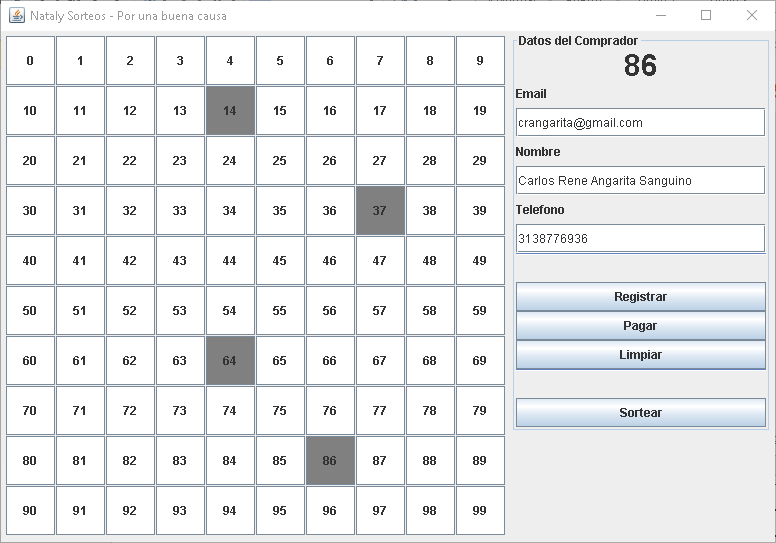 Nataly Sorteos - Por una buena causa
0 1 2 3 4 5 6 7 8 9
10 11 12 13 14 15 16 17 18 19
20 21 22 23 24 25 26 27 28 29
30 31 32 33 34 35 36 37 38 39
40 41 42 43 44 45 46 47 48 49
50 51 52 53 54 55 56 57 58 59
60 61 62 63 64 65 66 67 68 69
70 71 72 73 74 75 76 77 78 79
80 81 82 83 84 85 86 87 88 89
90 91 92 93 94 95 96 97 98 99
Datos del Comprador
86
Email
crangarita@gmail.com
Nombre
Carlos Rene Angarita Sanguino
Telefono
3138776936
Registrar
Pagar
Limpiar
Sortear